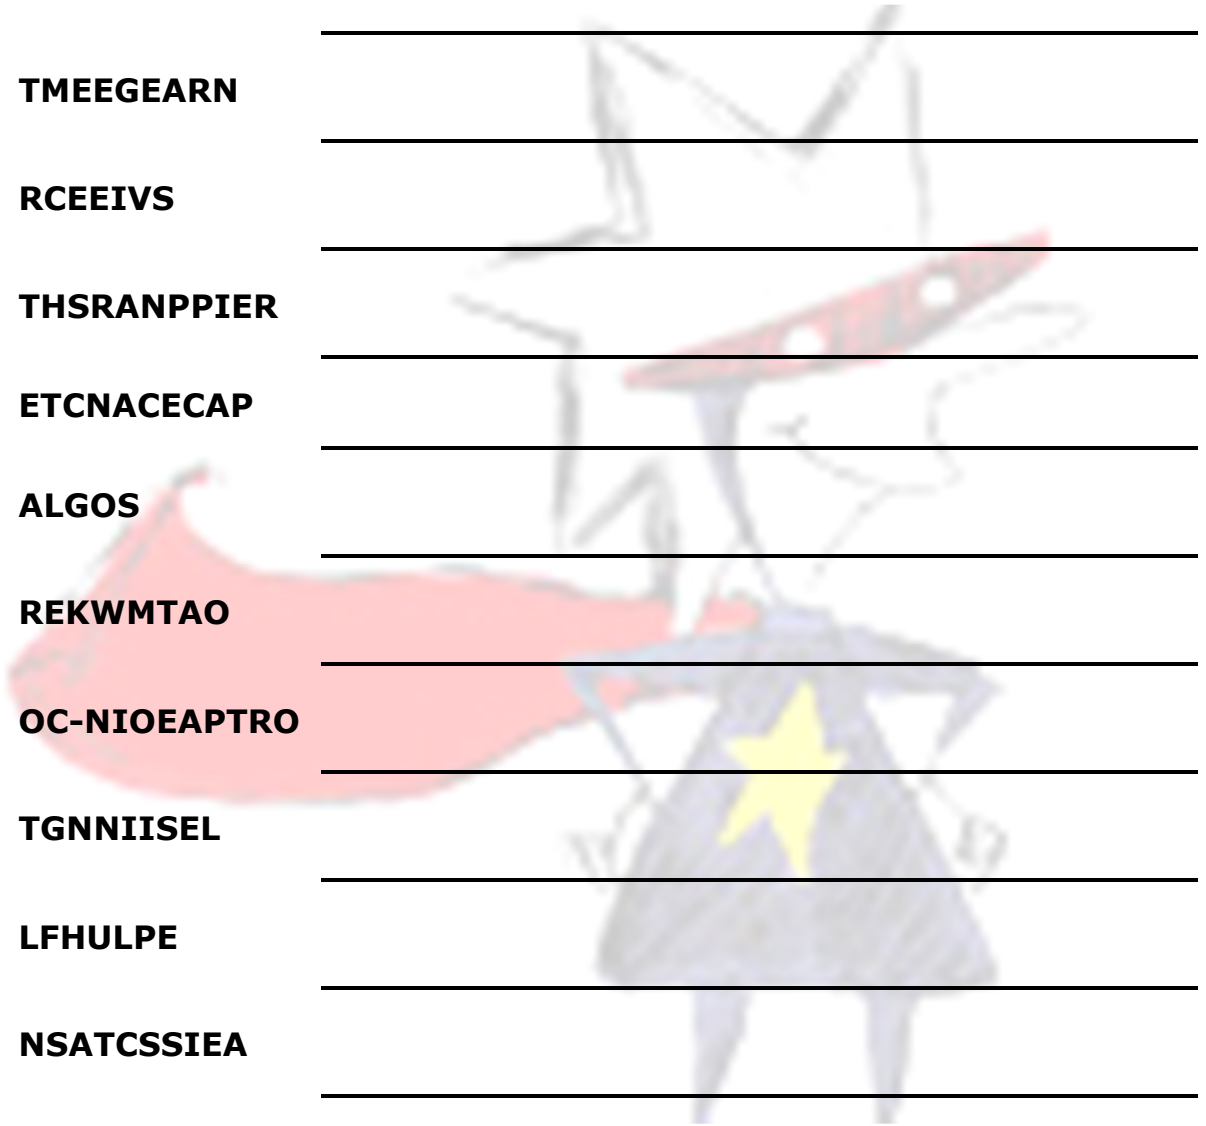 TMEEGEARN
RCEEIVS
THSRANPPIER
ETCNACECAP
ALGOS
REKWMTAO
OC-NIOEAPTRO
TGNNIISEL
LFHULPE
NSATCSSIEA